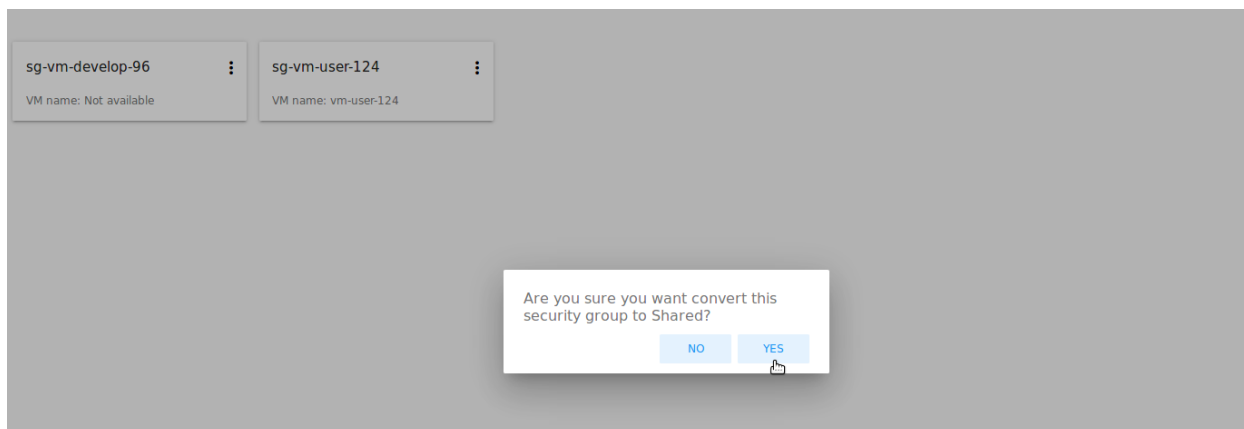 sg-vm-develop-96
VM name: Not available
sg-vm-user-124
VM name: vm-user-124
Are you sure you want convert this
security group to Shared?
NO
YES